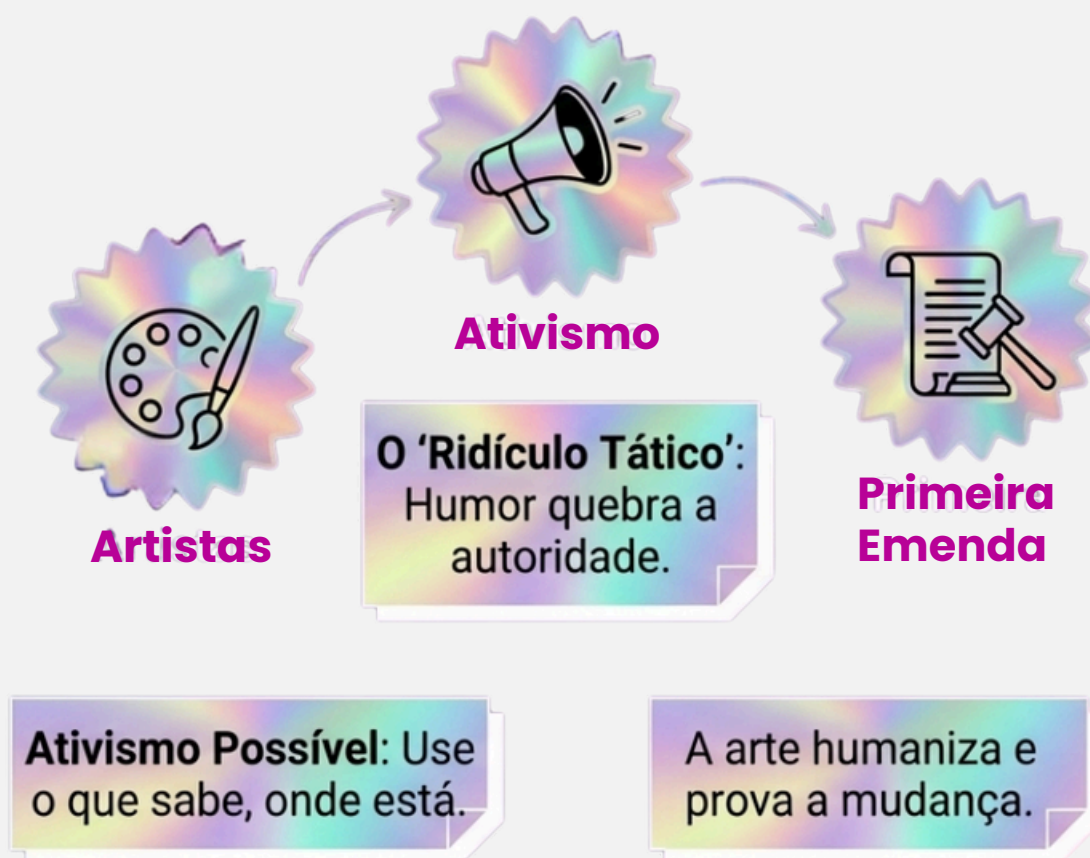 Ativismo
Artistas
Primeira
Emenda
O ‘Ridículo Tático’:
Humor quebra a
autoridade.
Ativismo Possível: Use
o que sabe, onde está.
A arte humaniza e
prova a mudança.